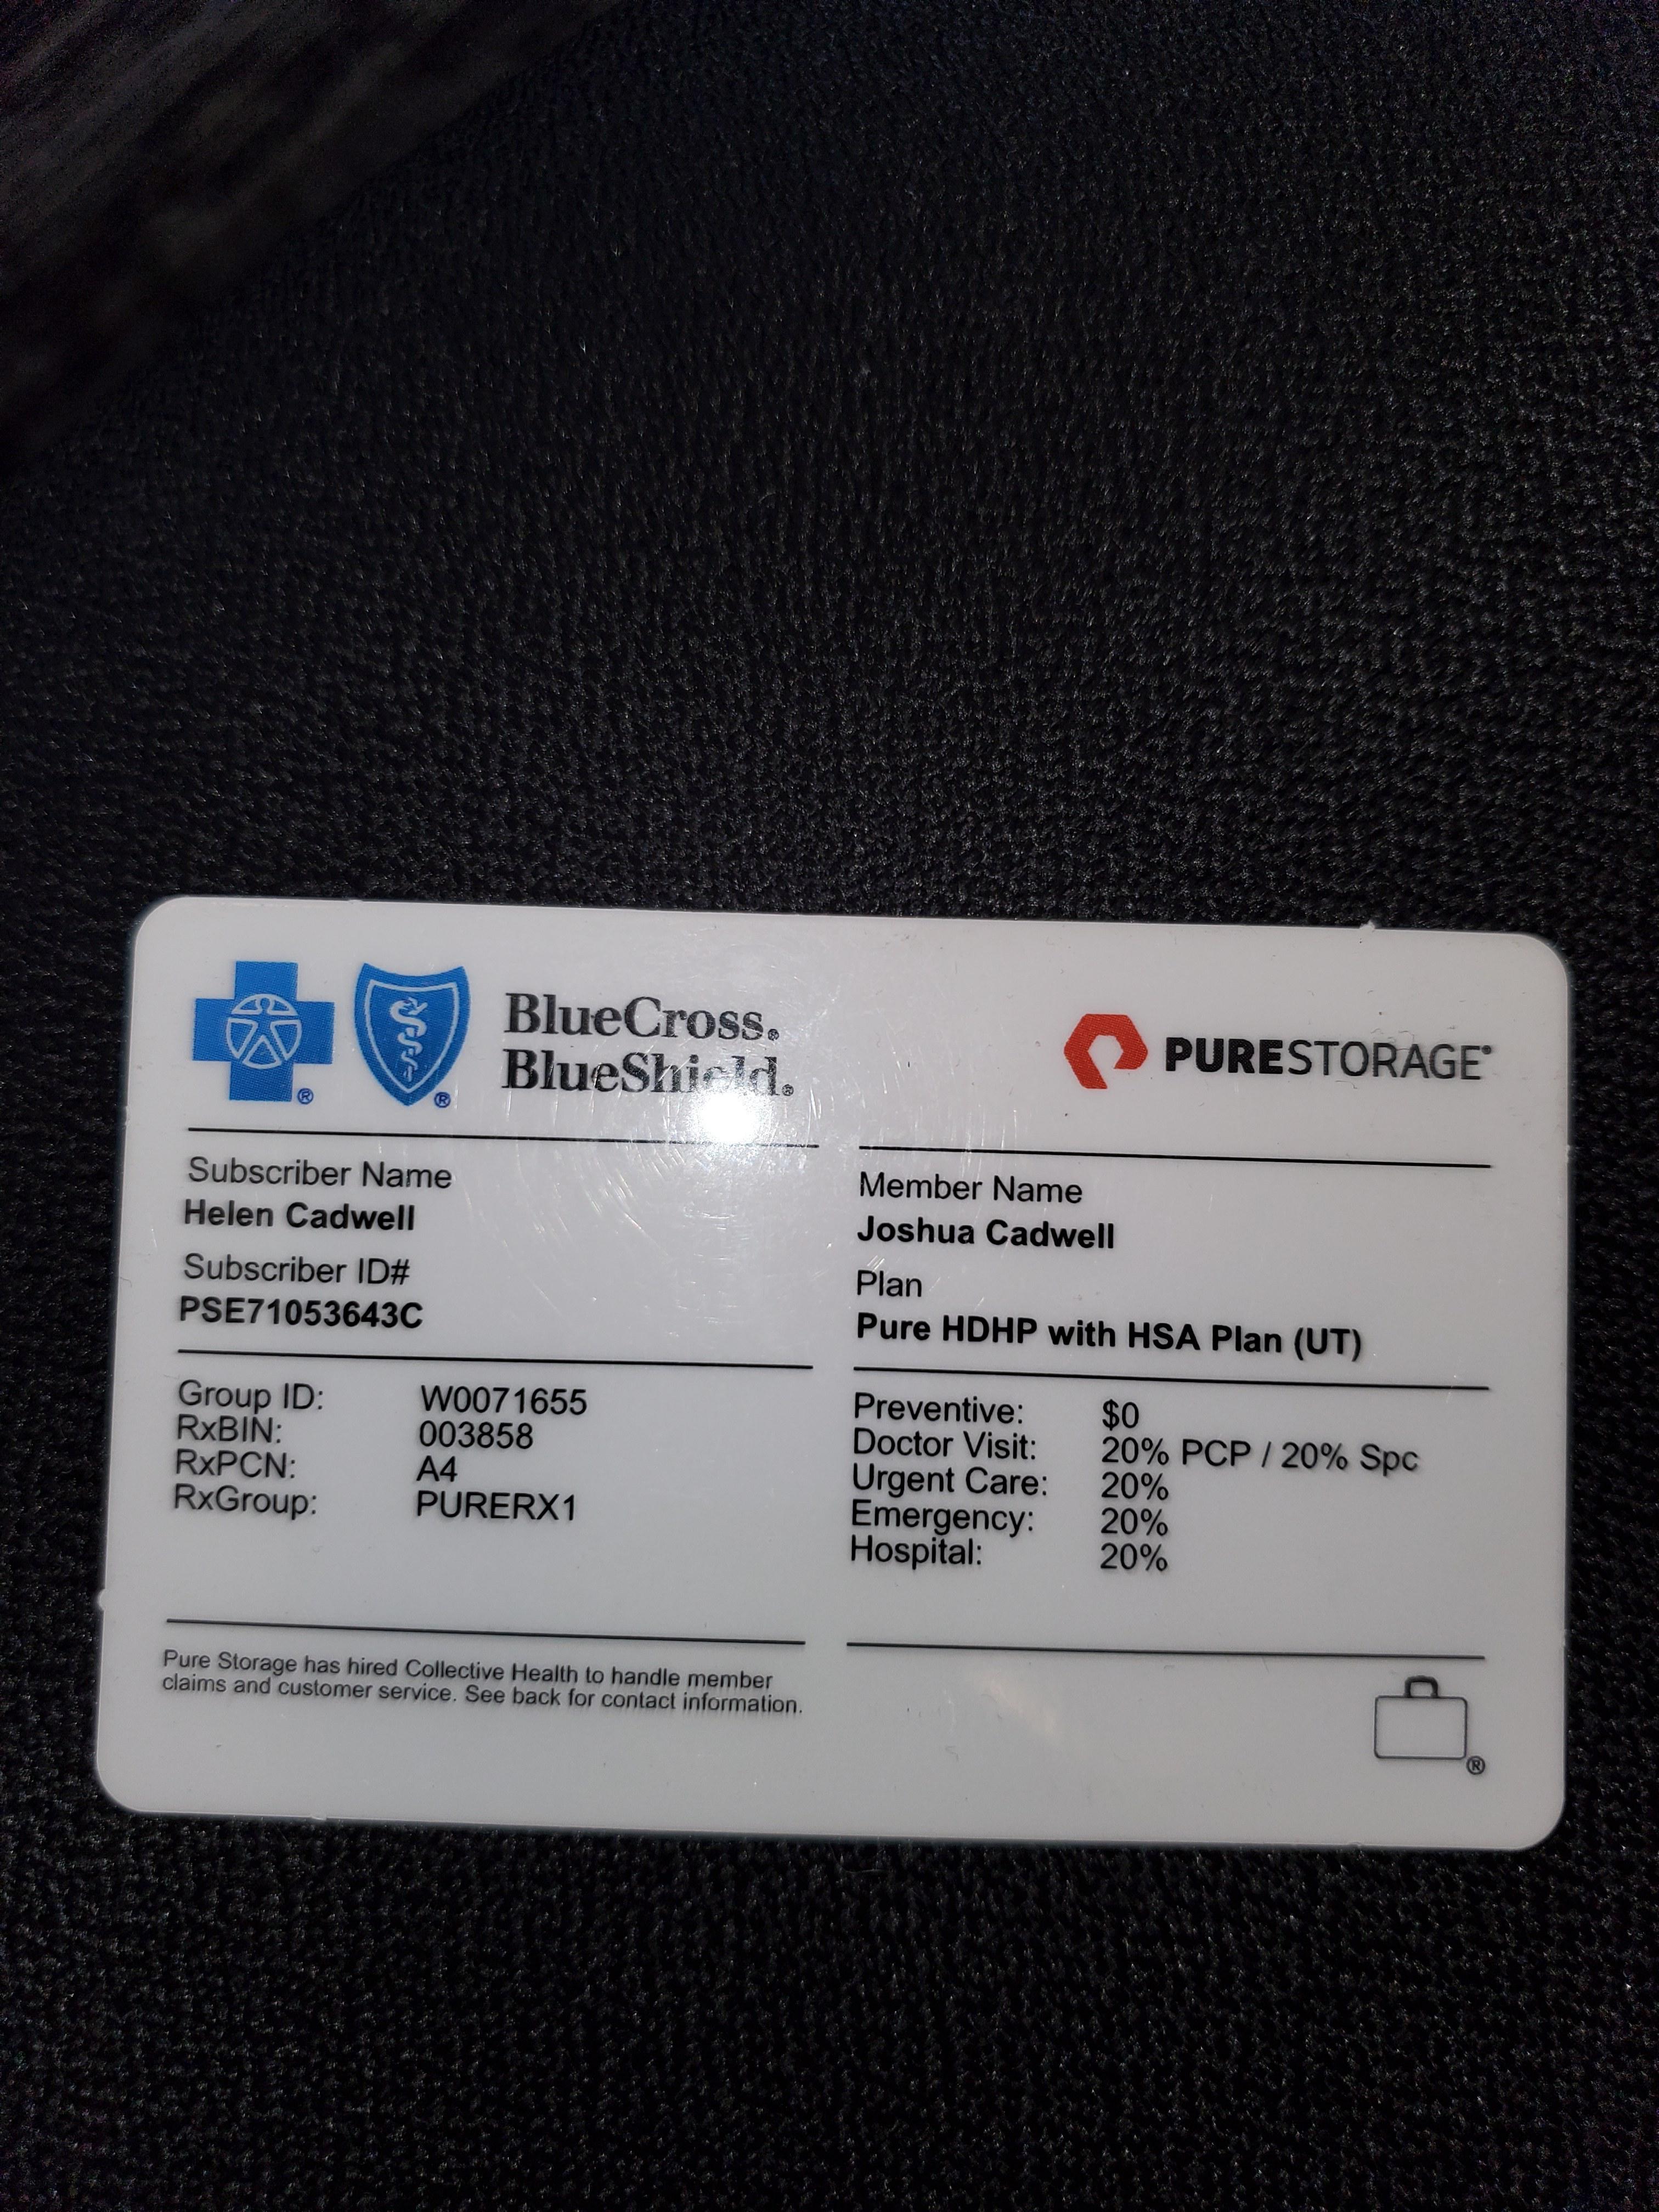 BlueCross®
BlueShield®
PURESTORAGE®
Subscriber Name
Helen Cadwell
Subscriber ID#
PSE71053643C
Member Name
Joshua Cadwell
Plan
Pure HDHP with HSA Plan (UT)
Group ID: W0071655
RxBIN: 003858
RxPCN: A4
RxGroup: PURERX1
Preventive: $0
Doctor Visit: 20% PCP / 20% Spc
Urgent Care: 20%
Emergency: 20%
Hospital: 20%
Pure Storage has hired Collective Health to handle member
claims and customer service. See back for contact information.